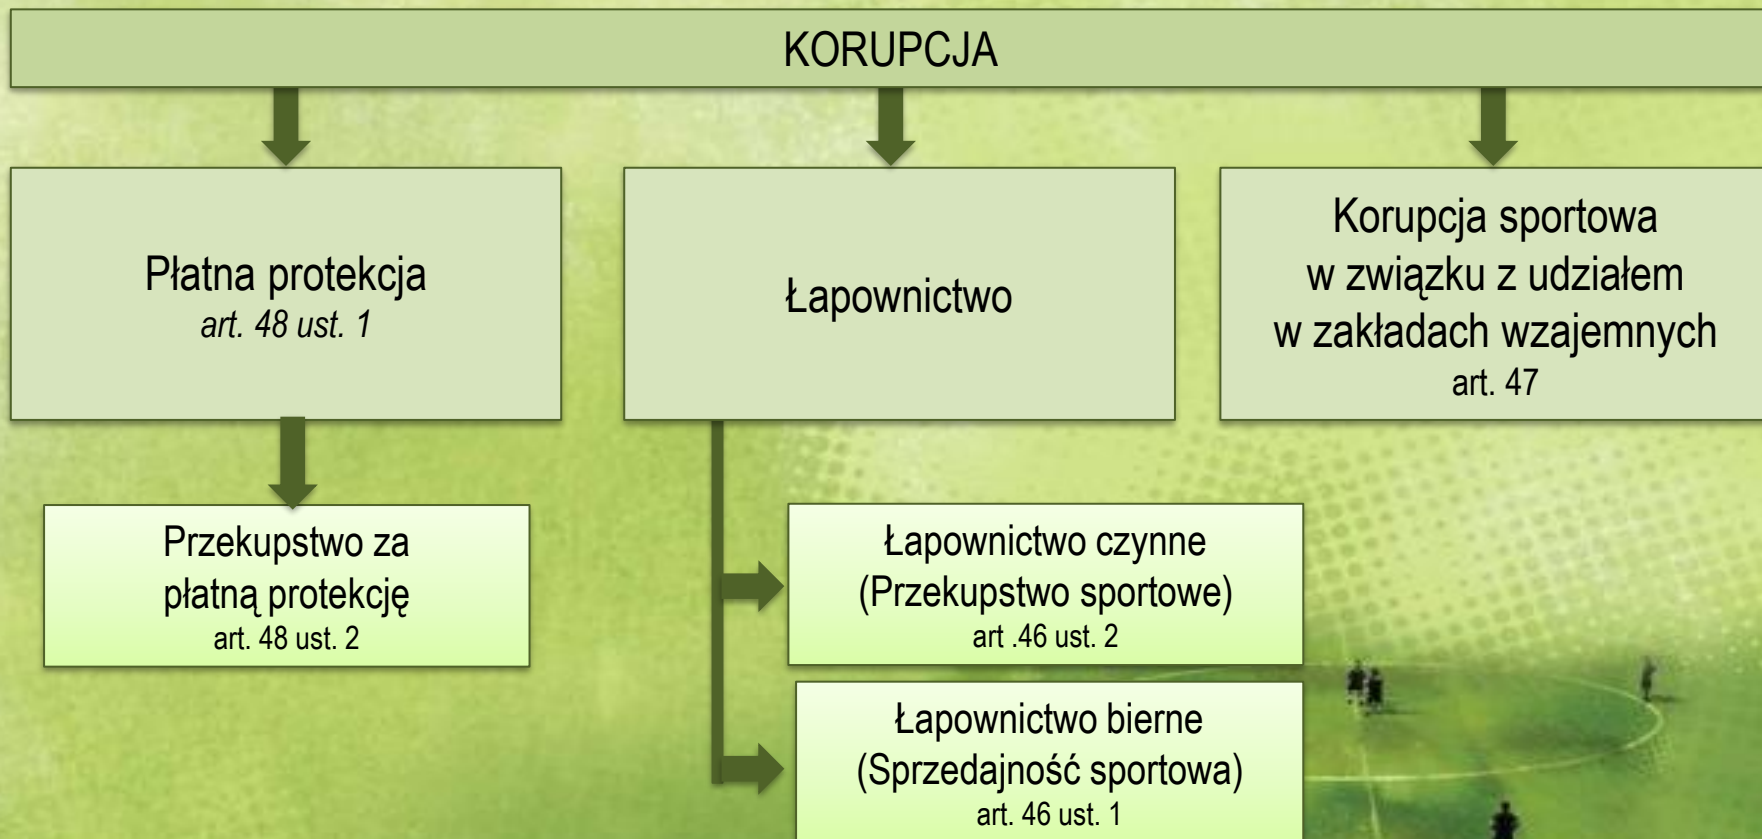 KORUPCJA
Płatna protekcja
art. 48 ust. 1
Łapownictwo
Korupcja sportowa
w związku z udziałem
w zakładach wzajemnych
art. 47
Przekupstwo za
płatną protekcję
art. 48 ust. 2
Łapownictwo czynne
(Przekupstwo sportowe)
art .46 ust. 2
Łapownictwo bierne
(Sprzedajność sportowa)
art. 46 ust. 1